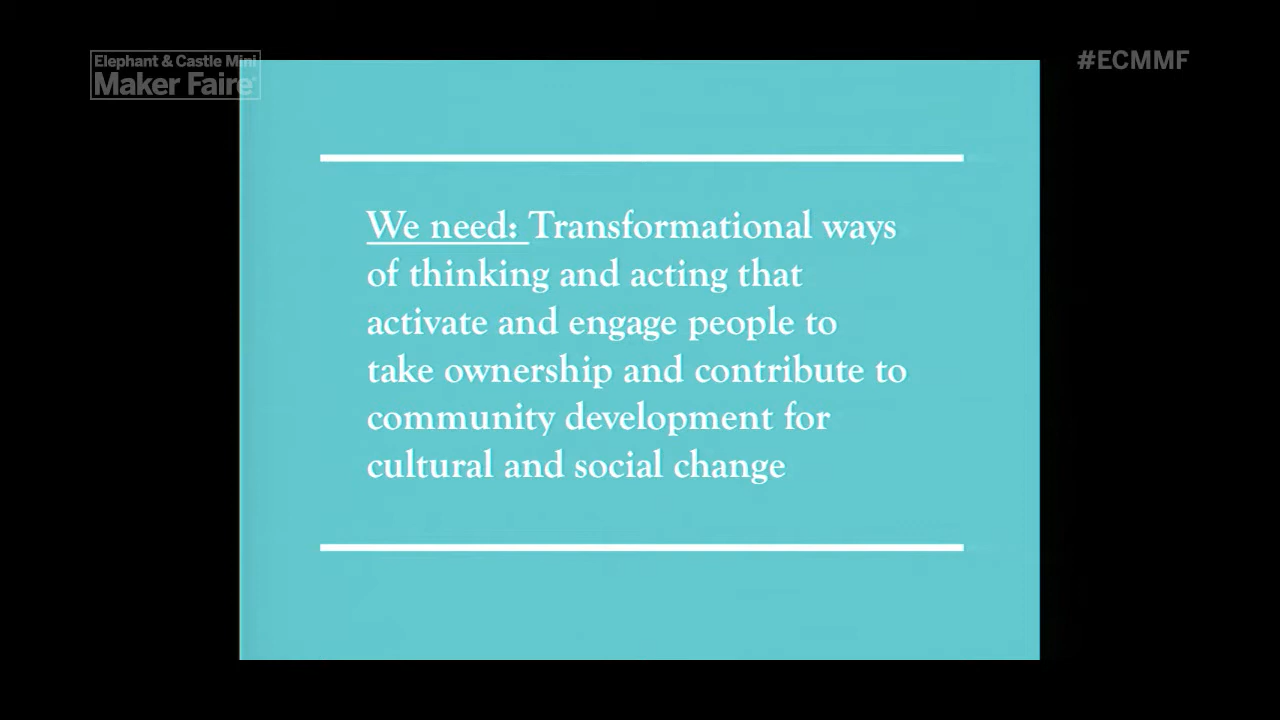 Elephant & Castle Mini
Maker Faire
#ECMMF
We need: Transformational ways
of thinking and acting that
activate and engage people to
take ownership and contribute to
community development for
cultural and social change